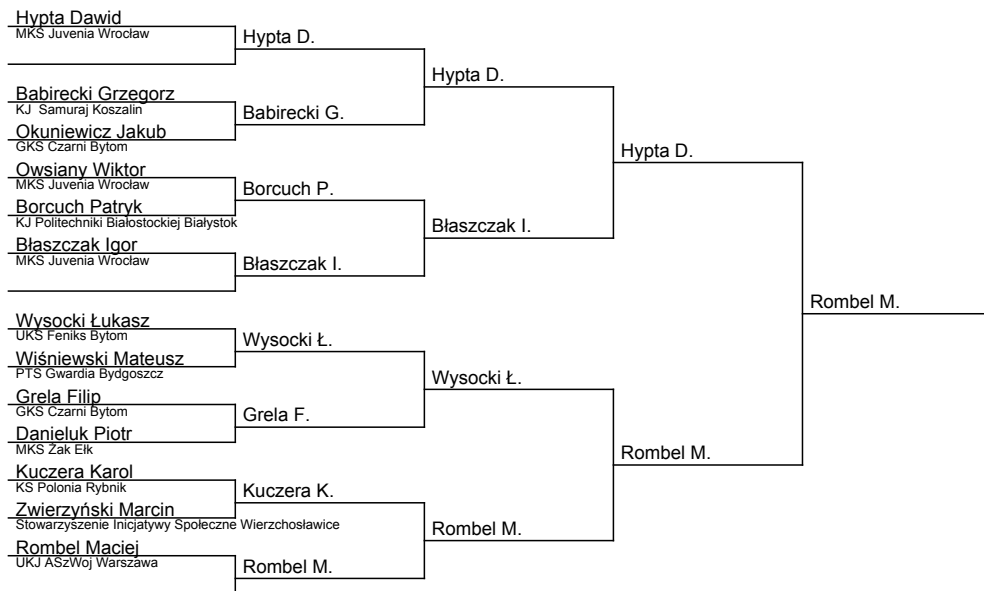 Hypta Dawid
MKS Juvenia Wrocław
Babirecki Grzegorz
KJ Samuraj Koszalin
Okuniewicz Jakub
GKS Czarni Bytom
Owsiany Wiktor
MKS Juvenia Wrocław
Borcuch Patryk
KJ Politechniki Białostockiej Białystok
Błaszczak Igor
MKS Juvenia Wrocław
Wysocki Łukasz
UKS Feniks Bytom
Wiśniewski Mateusz
PTS Gwardia Bydgoszcz
Grela Filip
GKS Czarni Bytom
Danieluk Piotr
MKS Żak Ełk
Kuczera Karol
KS Polonia Rybnik
Zwierzyński Marcin
Stowarzyszenie Inicjatywy Społeczne Wierzchosławice
Rombel Maciej
UKJ ASzWoj Warszawa
Hypta D.
Babirecki G.
Borcuch P.
Błaszczak I.
Wysocki Ł.
Grela F.
Kuczera K.
Rombel M.
Hypta D.
Błaszczak I.
Wysocki Ł.
Rombel M.
Hypta D.
Rombel M.
Rombel M.